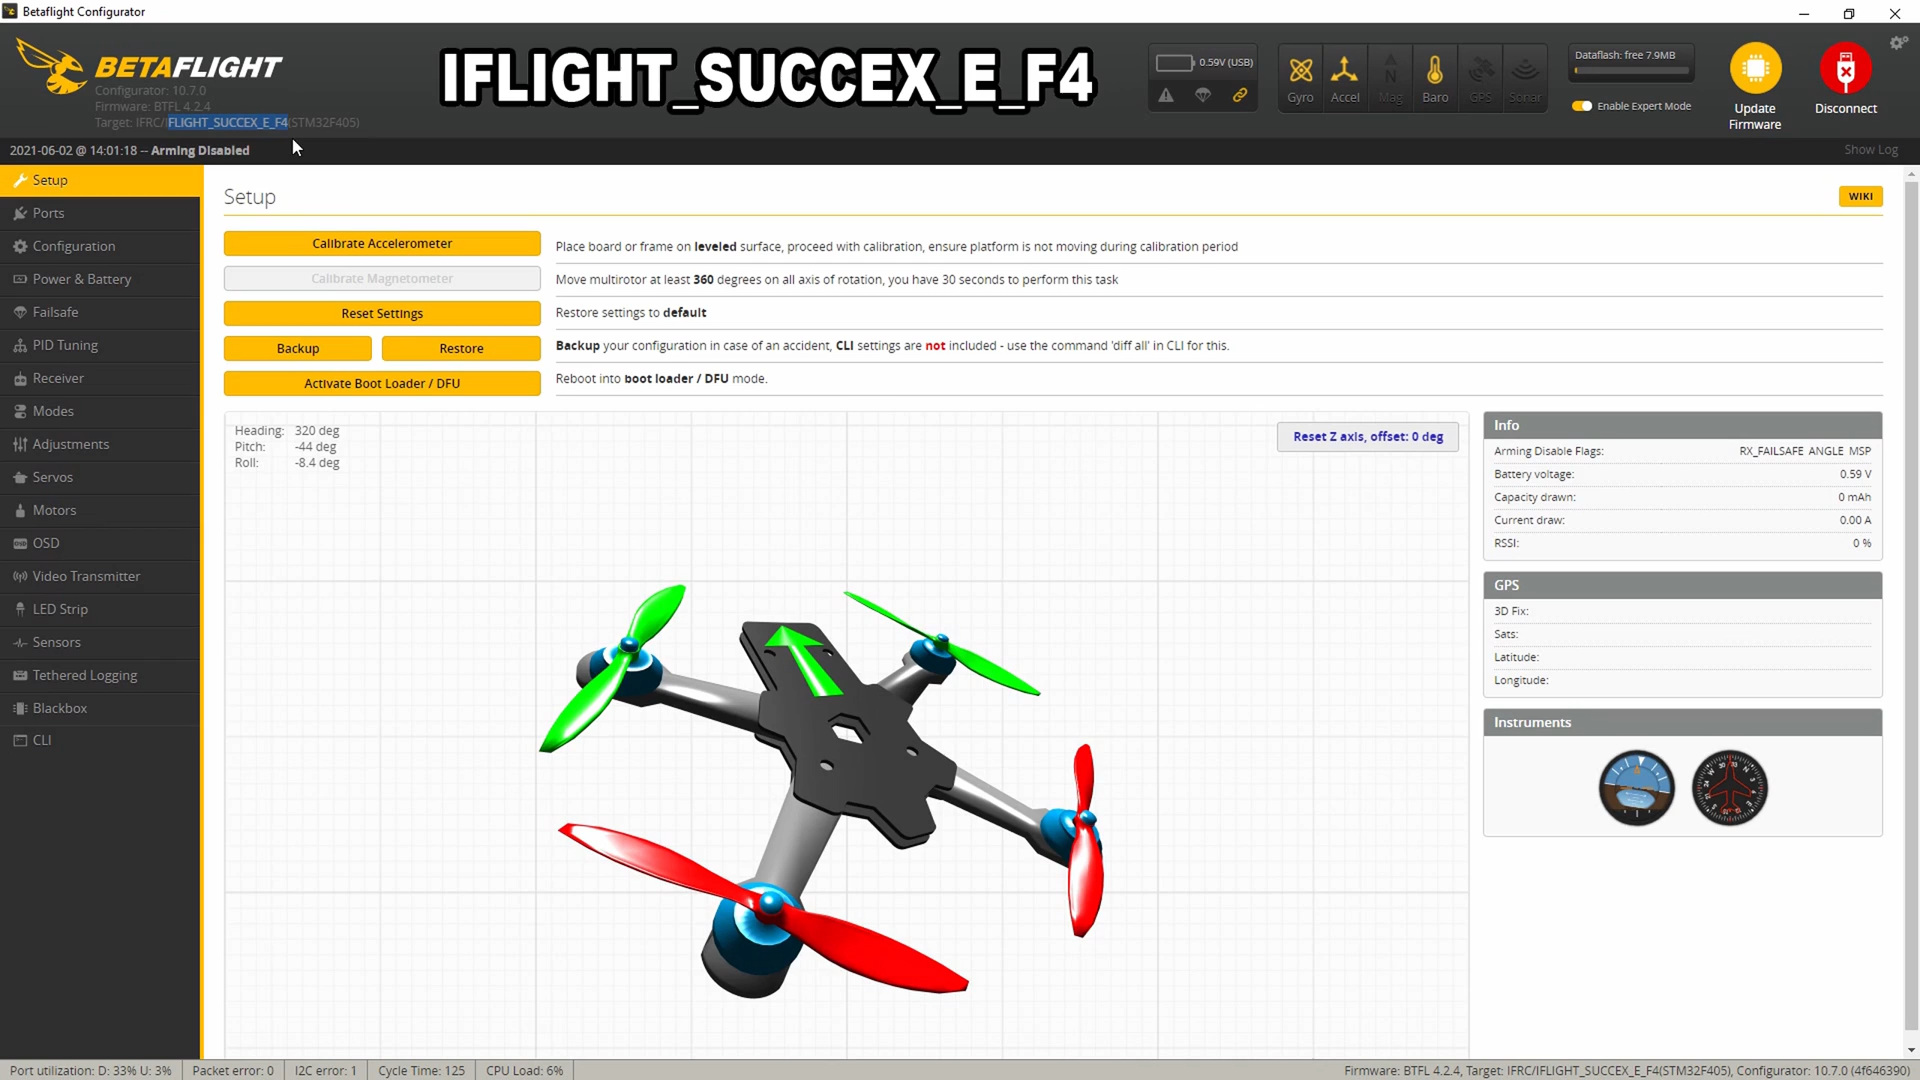 Betaflight Configurator
BETAFLIGHT
Configurator: 10.7.0
Firmware: BTFL 4.2.4
Target: IFRC/IFLIGHT_SUCCEX_E_F4(STM32F405)
IFLIGHT_SUCCEX_E_F4
0.59V (USB)
Gyro
Accel
Mag
Baro
GPS
Sonar
Dataflash: free 7.9MB
Enable Expert Mode
Update
Firmware
Disconnect
2021-06-02 @ 14:01:18 -- Arming Disabled
Show Log
Setup
Ports
Configuration
Power & Battery
Failsafe
PID Tuning
Receiver
Modes
Adjustments
Servos
Motors
OSD
Video Transmitter
LED Strip
Sensors
Tethered Logging
Blackbox
CLI
Setup
WIKI
Calibrate Accelerometer
Place board or frame on leveled surface, proceed with calibration, ensure platform is not moving during calibration period
Calibrate Magnetometer
Move multirotor at least 360 degrees on all axis of rotation, you have 30 seconds to perform this task
Reset Settings
Restore settings to default
Backup
Restore
Backup your configuration in case of an accident, CLI settings are not included - use the command 'diff all' in CLI for this.
Activate Boot Loader / DFU
Reboot into boot loader / DFU mode.
Heading: 320 deg
Pitch: -44 deg
Roll: -8.4 deg
Reset Z axis, offset: 0 deg
Info
Arming Disable Flags: RX_FAILSAFE ANGLE MSP
Battery voltage: 0.59 V
Capacity drawn: 0 mAh
Current draw: 0.00 A
RSSI: 0 %
GPS
3D Fix:
Sats:
Latitude:
Longitude:
Instruments
Port utilization: D: 33% U: 3%
Packet error: 0
I2C error: 1
Cycle Time: 125
CPU Load: 6%
Firmware: BTFL 4.2.4, Target: IFRC/IFLIGHT_SUCCEX_E_F4(STM32F405), Configurator: 10.7.0 (4f646390)